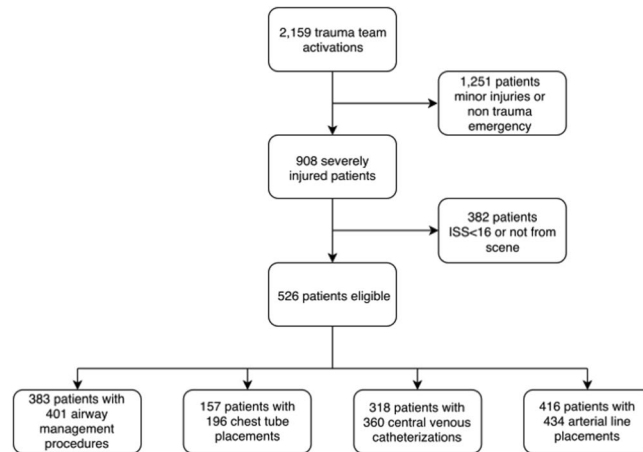 2,159 trauma team
activations
1,251 patients
minor injuries or
non trauma
emergency
908 severely
injured patients
382 patients
ISS<16 or not from
scene
526 patients eligible
383 patients with
401 airway
management
procedures
157 patients with
196 chest tube
placements
318 patients with
360 central venous
catheterizations
416 patients with
434 arterial line
placements